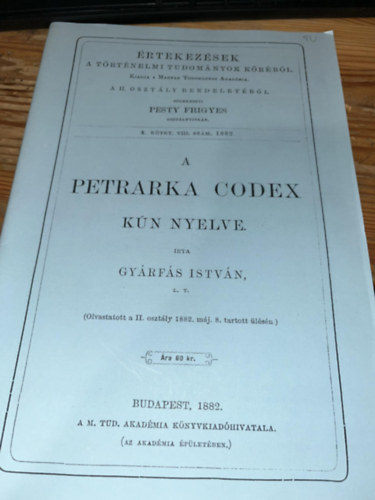 ÉRTEKEZÉSEK
A TÖRTÉNELMI TUDOMÁNYOK KÖRÉBŐL.
KIADJA A MAGYAR TUDOMÁNYOS AKADEMIA.
A II. OSZTÁLY RENDELETÉBŐL
SZERKESZTI
PESTY FRIGYES
OSZTÁLYTITKÁR.
X. KÖTET. VIII. SZÁM. 1882.
A
PETRARKA CODEX
KÚN NYELVE.
IRTA
GYÁRFÁS ISTVÁN,
L. T.
(Olvastatott a II. osztály 1882. máj. 8. tartott ülésén.)
Ára 60 kr.
BUDAPEST, 1882.
A M. TUD. AKADÉMIA KÖNYVKIADÓHIVATALA.
(AZ AKADÉMIA ÉPÜLETÉBEN.)